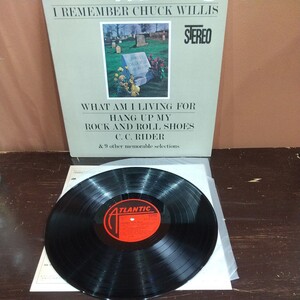 I REMEMBER CHUCK WILLIS
STEREO
WHAT AM I LIVING FOR
HANG UP MY
ROCK AND ROLL SHOES
C. C. RIDER
& 9 other memorable selections
ATLANTIC